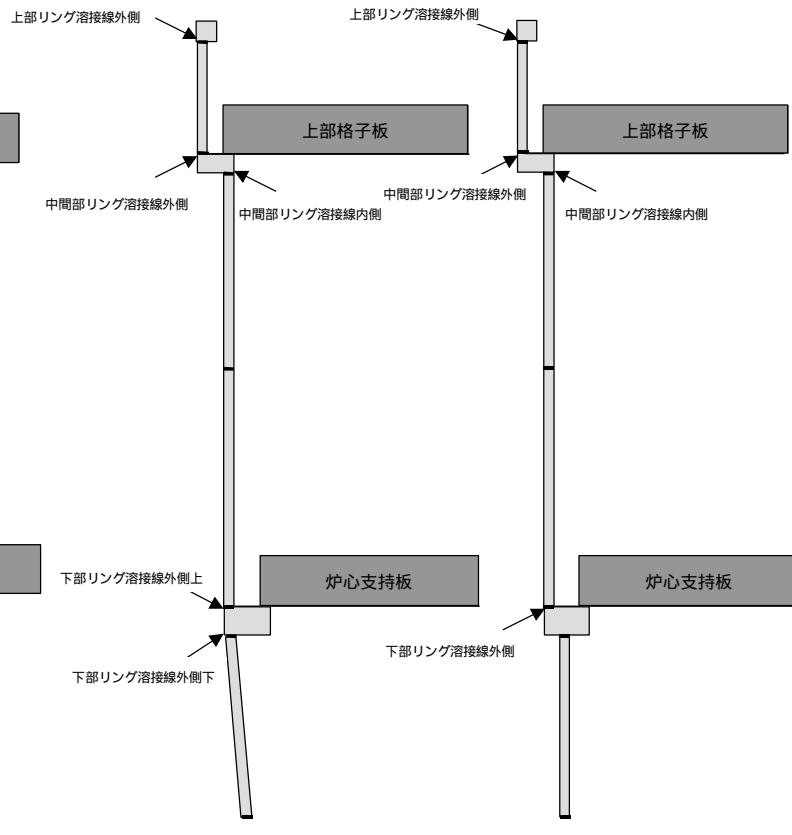 上部リング溶接線外側
上部格子板
中間部リング溶接線外側
中間部リング溶接線内側
下部リング溶接線外側上
炉心支持板
下部リング溶接線外側下
上部リング溶接線外側
上部格子板
中間部リング溶接線外側
中間部リング溶接線内側
炉心支持板
下部リング溶接線外側